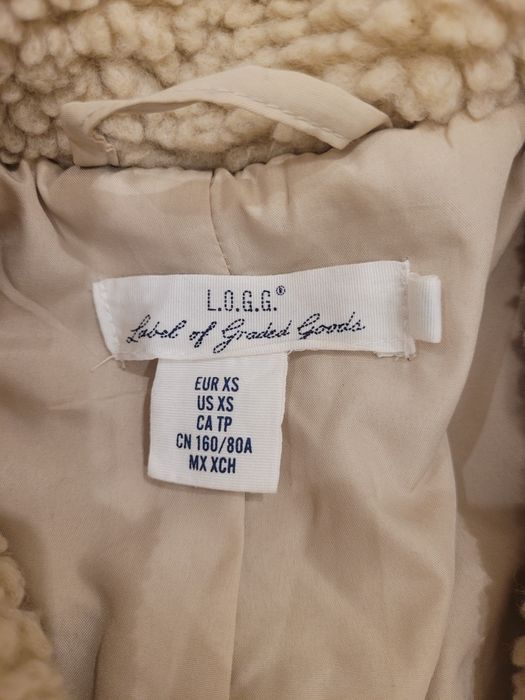 L.O.G.G.®
Label of Graded Goods
EUR XS
US XS
CA TP
CN 160/80A
MX XCH